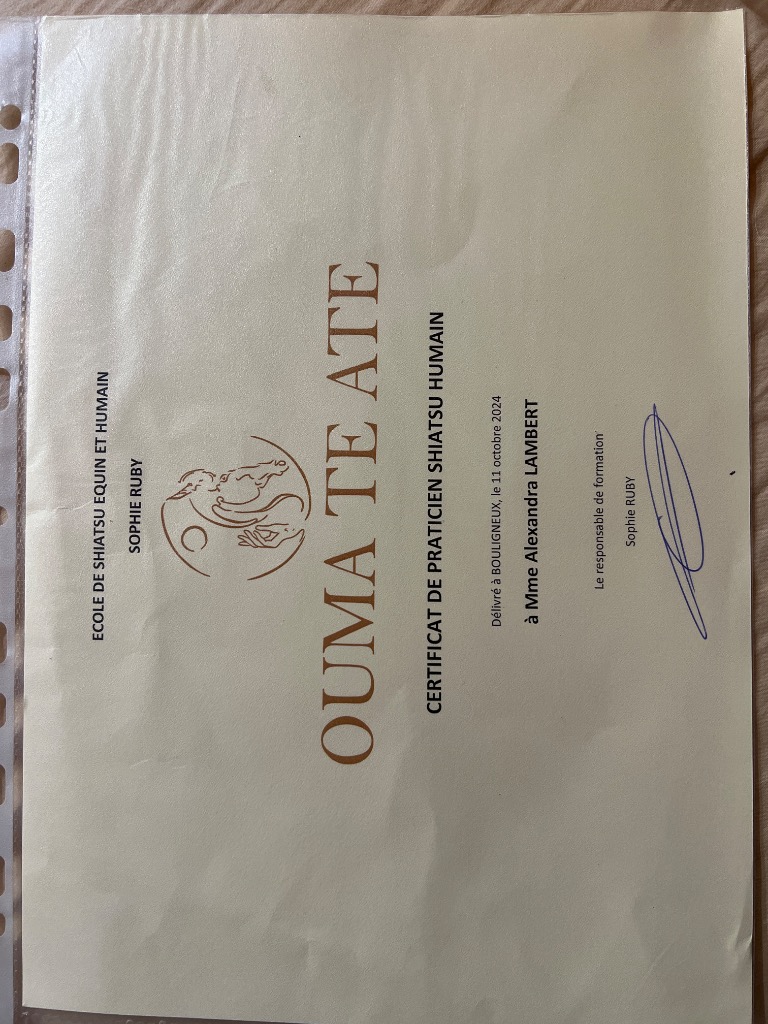 ECOLE DE SHIATSU EQUIN ET HUMAIN
SOPHIE RUBY
OUMA TE ATE
CERTIFICAT DE PRATICIEN SHIATSU HUMAIN
Délivré à BOULIGNEUX, le 11 octobre 2024
à Mme Alexandra LAMBERT
Le responsable de formation
Sophie RUBY